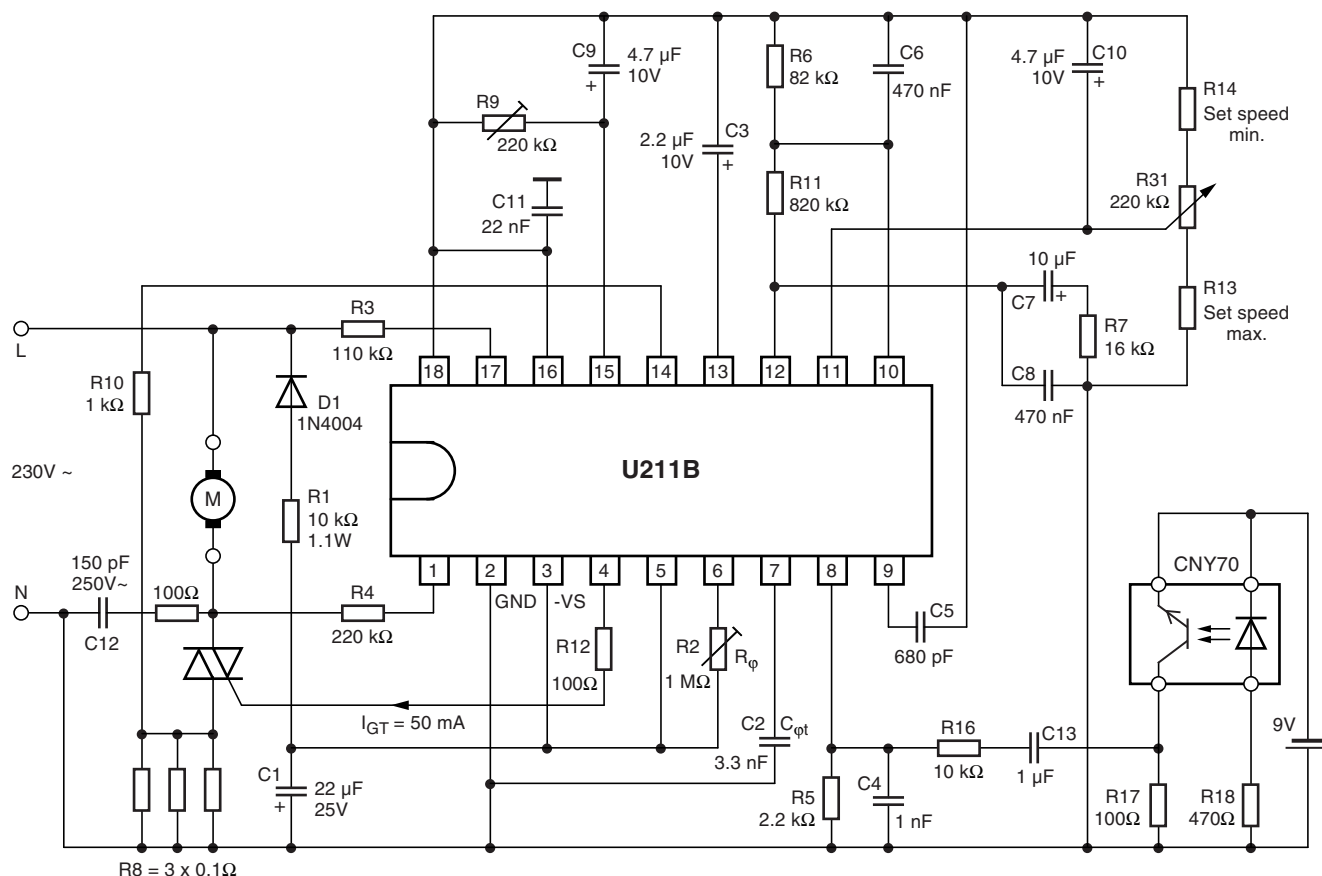 C9
4.7 µF
10V
R6
82 kΩ
C6
470 nF
4.7 µF
10V
C10
R14
Set speed
min.
R9
220 kΩ
2.2 µF
10V
C3
R11
820 kΩ
R31
220 kΩ
C11
22 nF
10 µF
C7
R13
Set speed
max.
R7
16 kΩ
C8
470 nF
L
R3
110 kΩ
18 17 16 15 14 13 12 11 10
R10
1 kΩ
D1
1N4004
230V ~
M
R1
10 kΩ
1.1W
U211B
1 2 3 4 5 6 7 8 9
GND
-VS
N
150 pF
250V~
C12
100Ω
R4
220 kΩ
C5
680 pF
CNY70
R12
100Ω
R2
1 MΩ
Rφ
IGT = 50 mA
C2
Cφt
3.3 nF
R16
10 kΩ
C13
1 µF
9V
C1
22 µF
25V
R5
2.2 kΩ
C4
1 nF
R17
100Ω
R18
470Ω
R8 = 3 x 0.1Ω
+
+
+
+
+
+